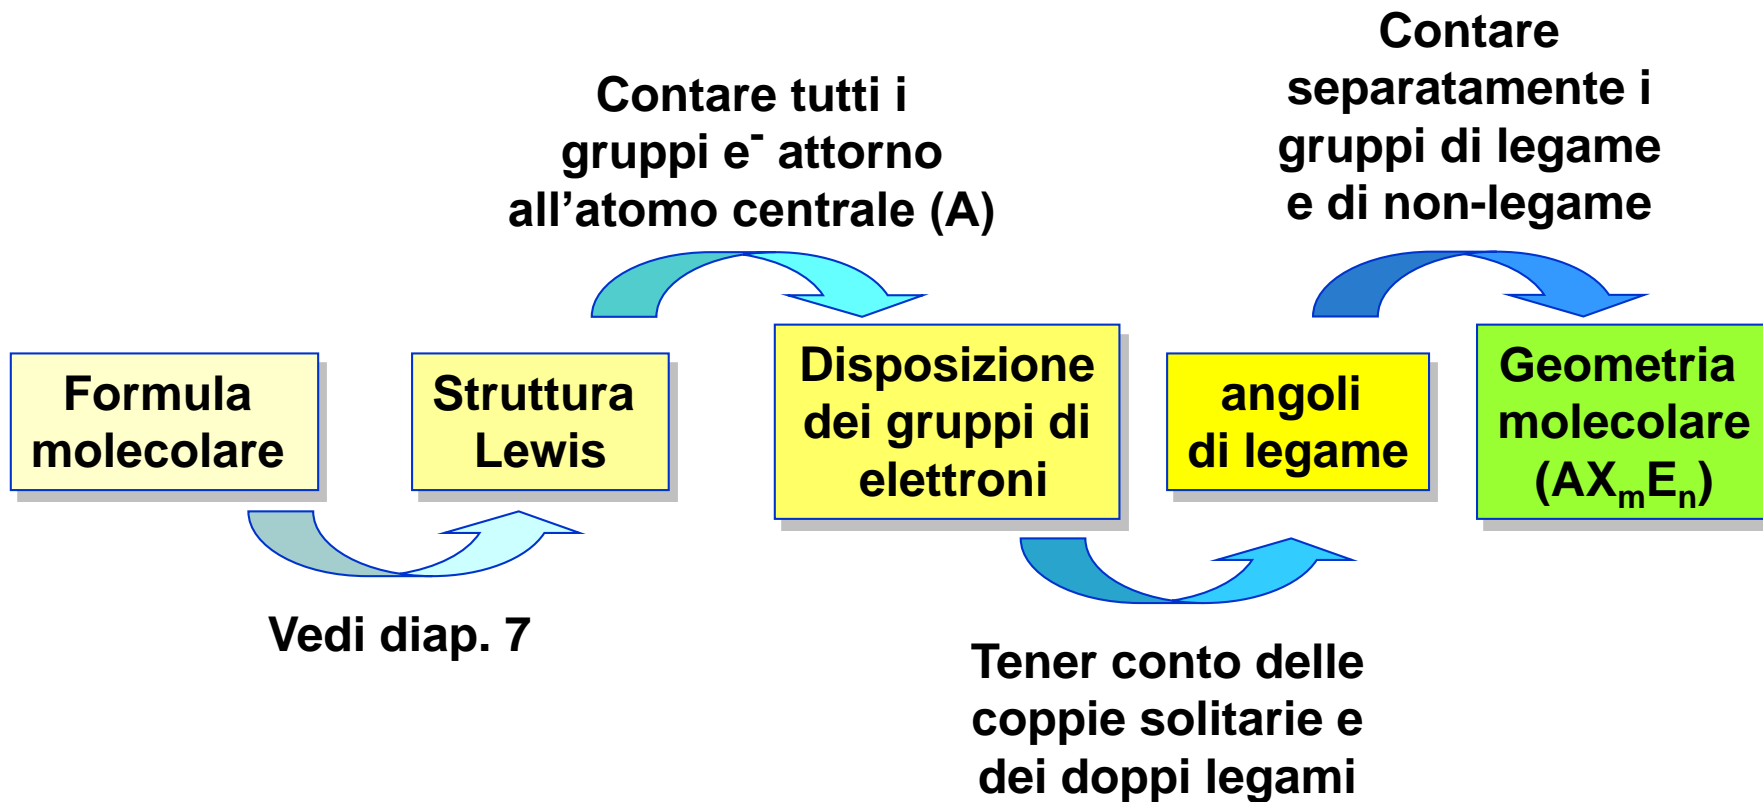 Contare
separatamente i
gruppi di legame
e di non-legame
Contare tutti i
gruppi e⁻ attorno
all’atomo centrale (A)
Formula
molecolare
Struttura
Lewis
Disposizione
dei gruppi di
elettroni
angoli
di legame
Geometria
molecolare
(AXₘEₙ)
Vedi diap. 7
Tener conto delle
coppie solitarie e
dei doppi legami